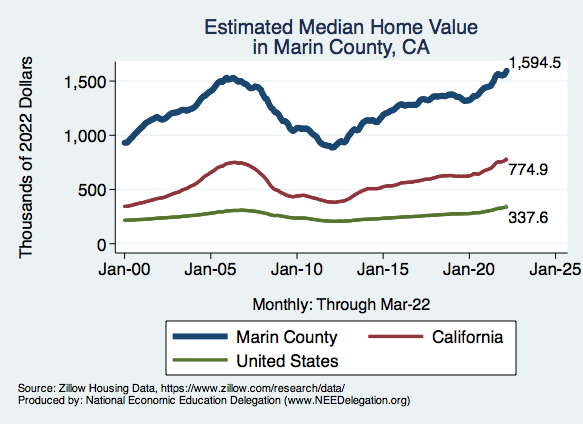 Estimated Median Home Value
in Marin County, CA
Thousands of 2022 Dollars
1,500
1,000
500
0
1,594.5
774.9
337.6
Jan-00 Jan-05 Jan-10 Jan-15 Jan-20 Jan-25
Monthly: Through Mar-22
Marin County California
United States
Source: Zillow Housing Data, https://www.zillow.com/research/data/
Produced by: National Economic Education Delegation (www.NEEDelegation.org)